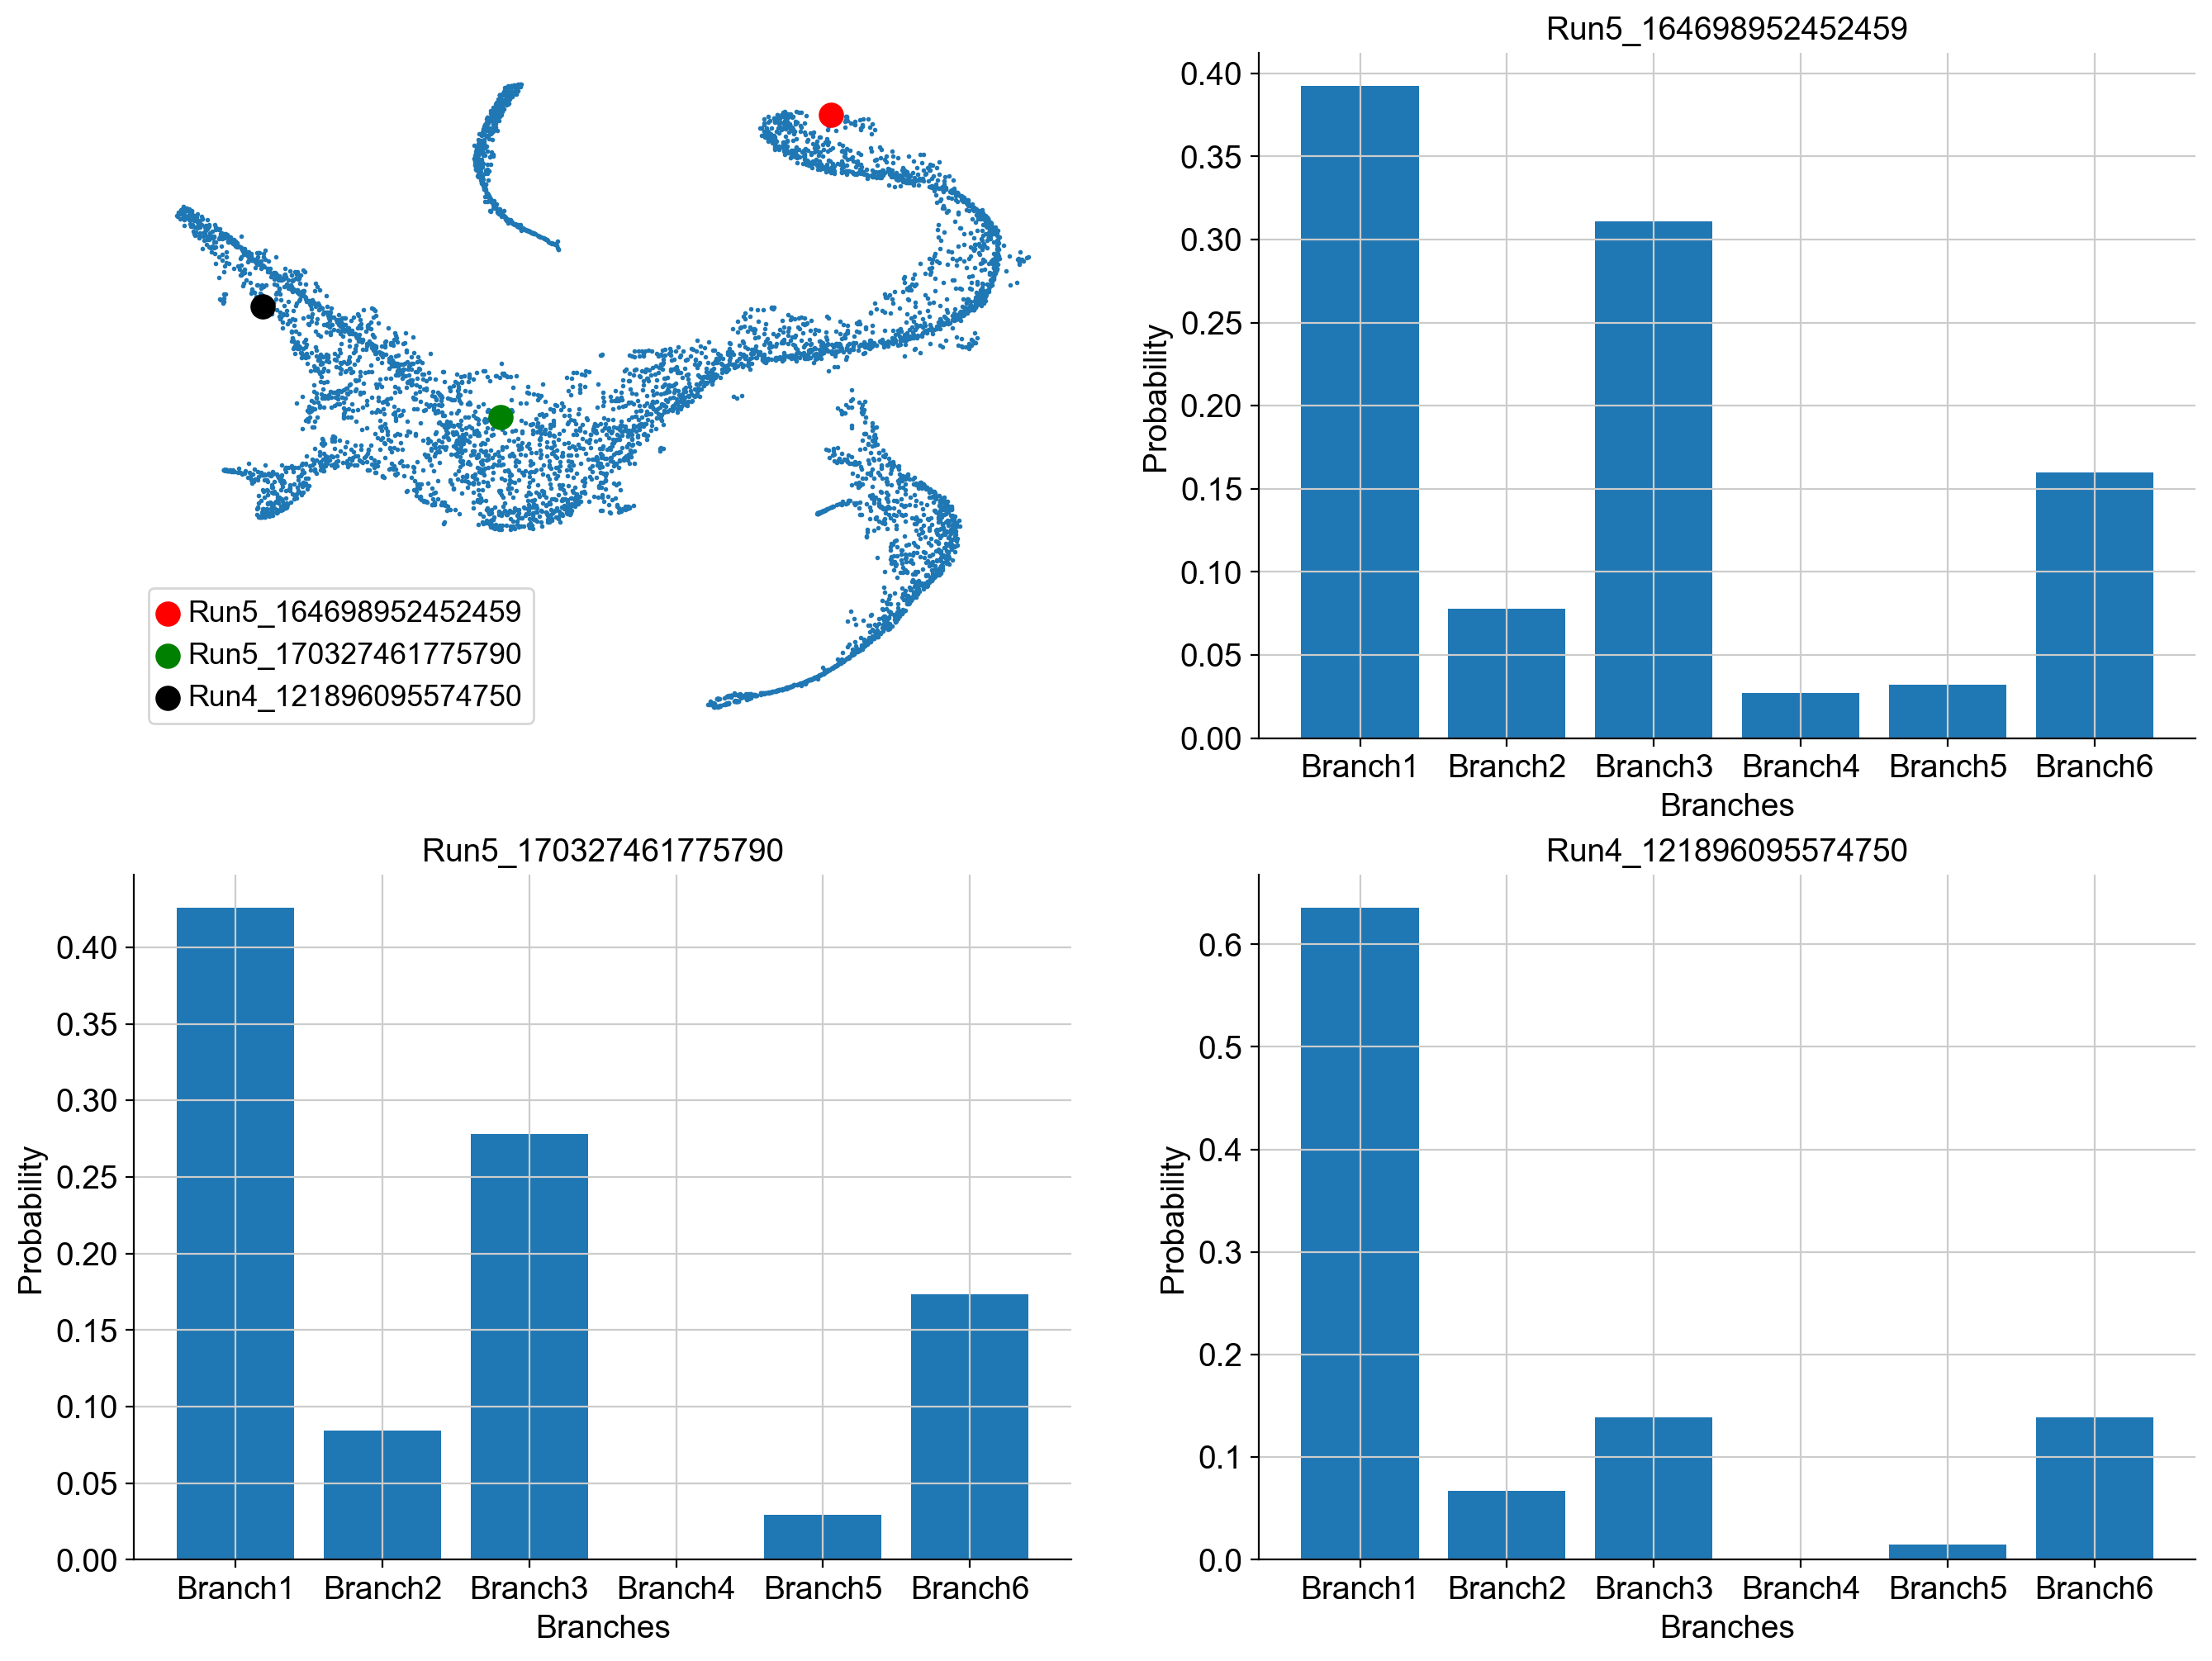 Run5_164698952452459
Run5_170327461775790
Run4_121896095574750
Run5_164698952452459
0.40
0.35
0.30
0.25
0.20
0.15
0.10
0.05
0.00
Probability
Branch1 Branch2 Branch3 Branch4 Branch5 Branch6
Branches
Run5_170327461775790
0.40
0.35
0.30
0.25
0.20
0.15
0.10
0.05
0.00
Probability
Branch1 Branch2 Branch3 Branch4 Branch5 Branch6
Branches
Run4_121896095574750
0.6
0.5
0.4
0.3
0.2
0.1
0.0
Probability
Branch1 Branch2 Branch3 Branch4 Branch5 Branch6
Branches